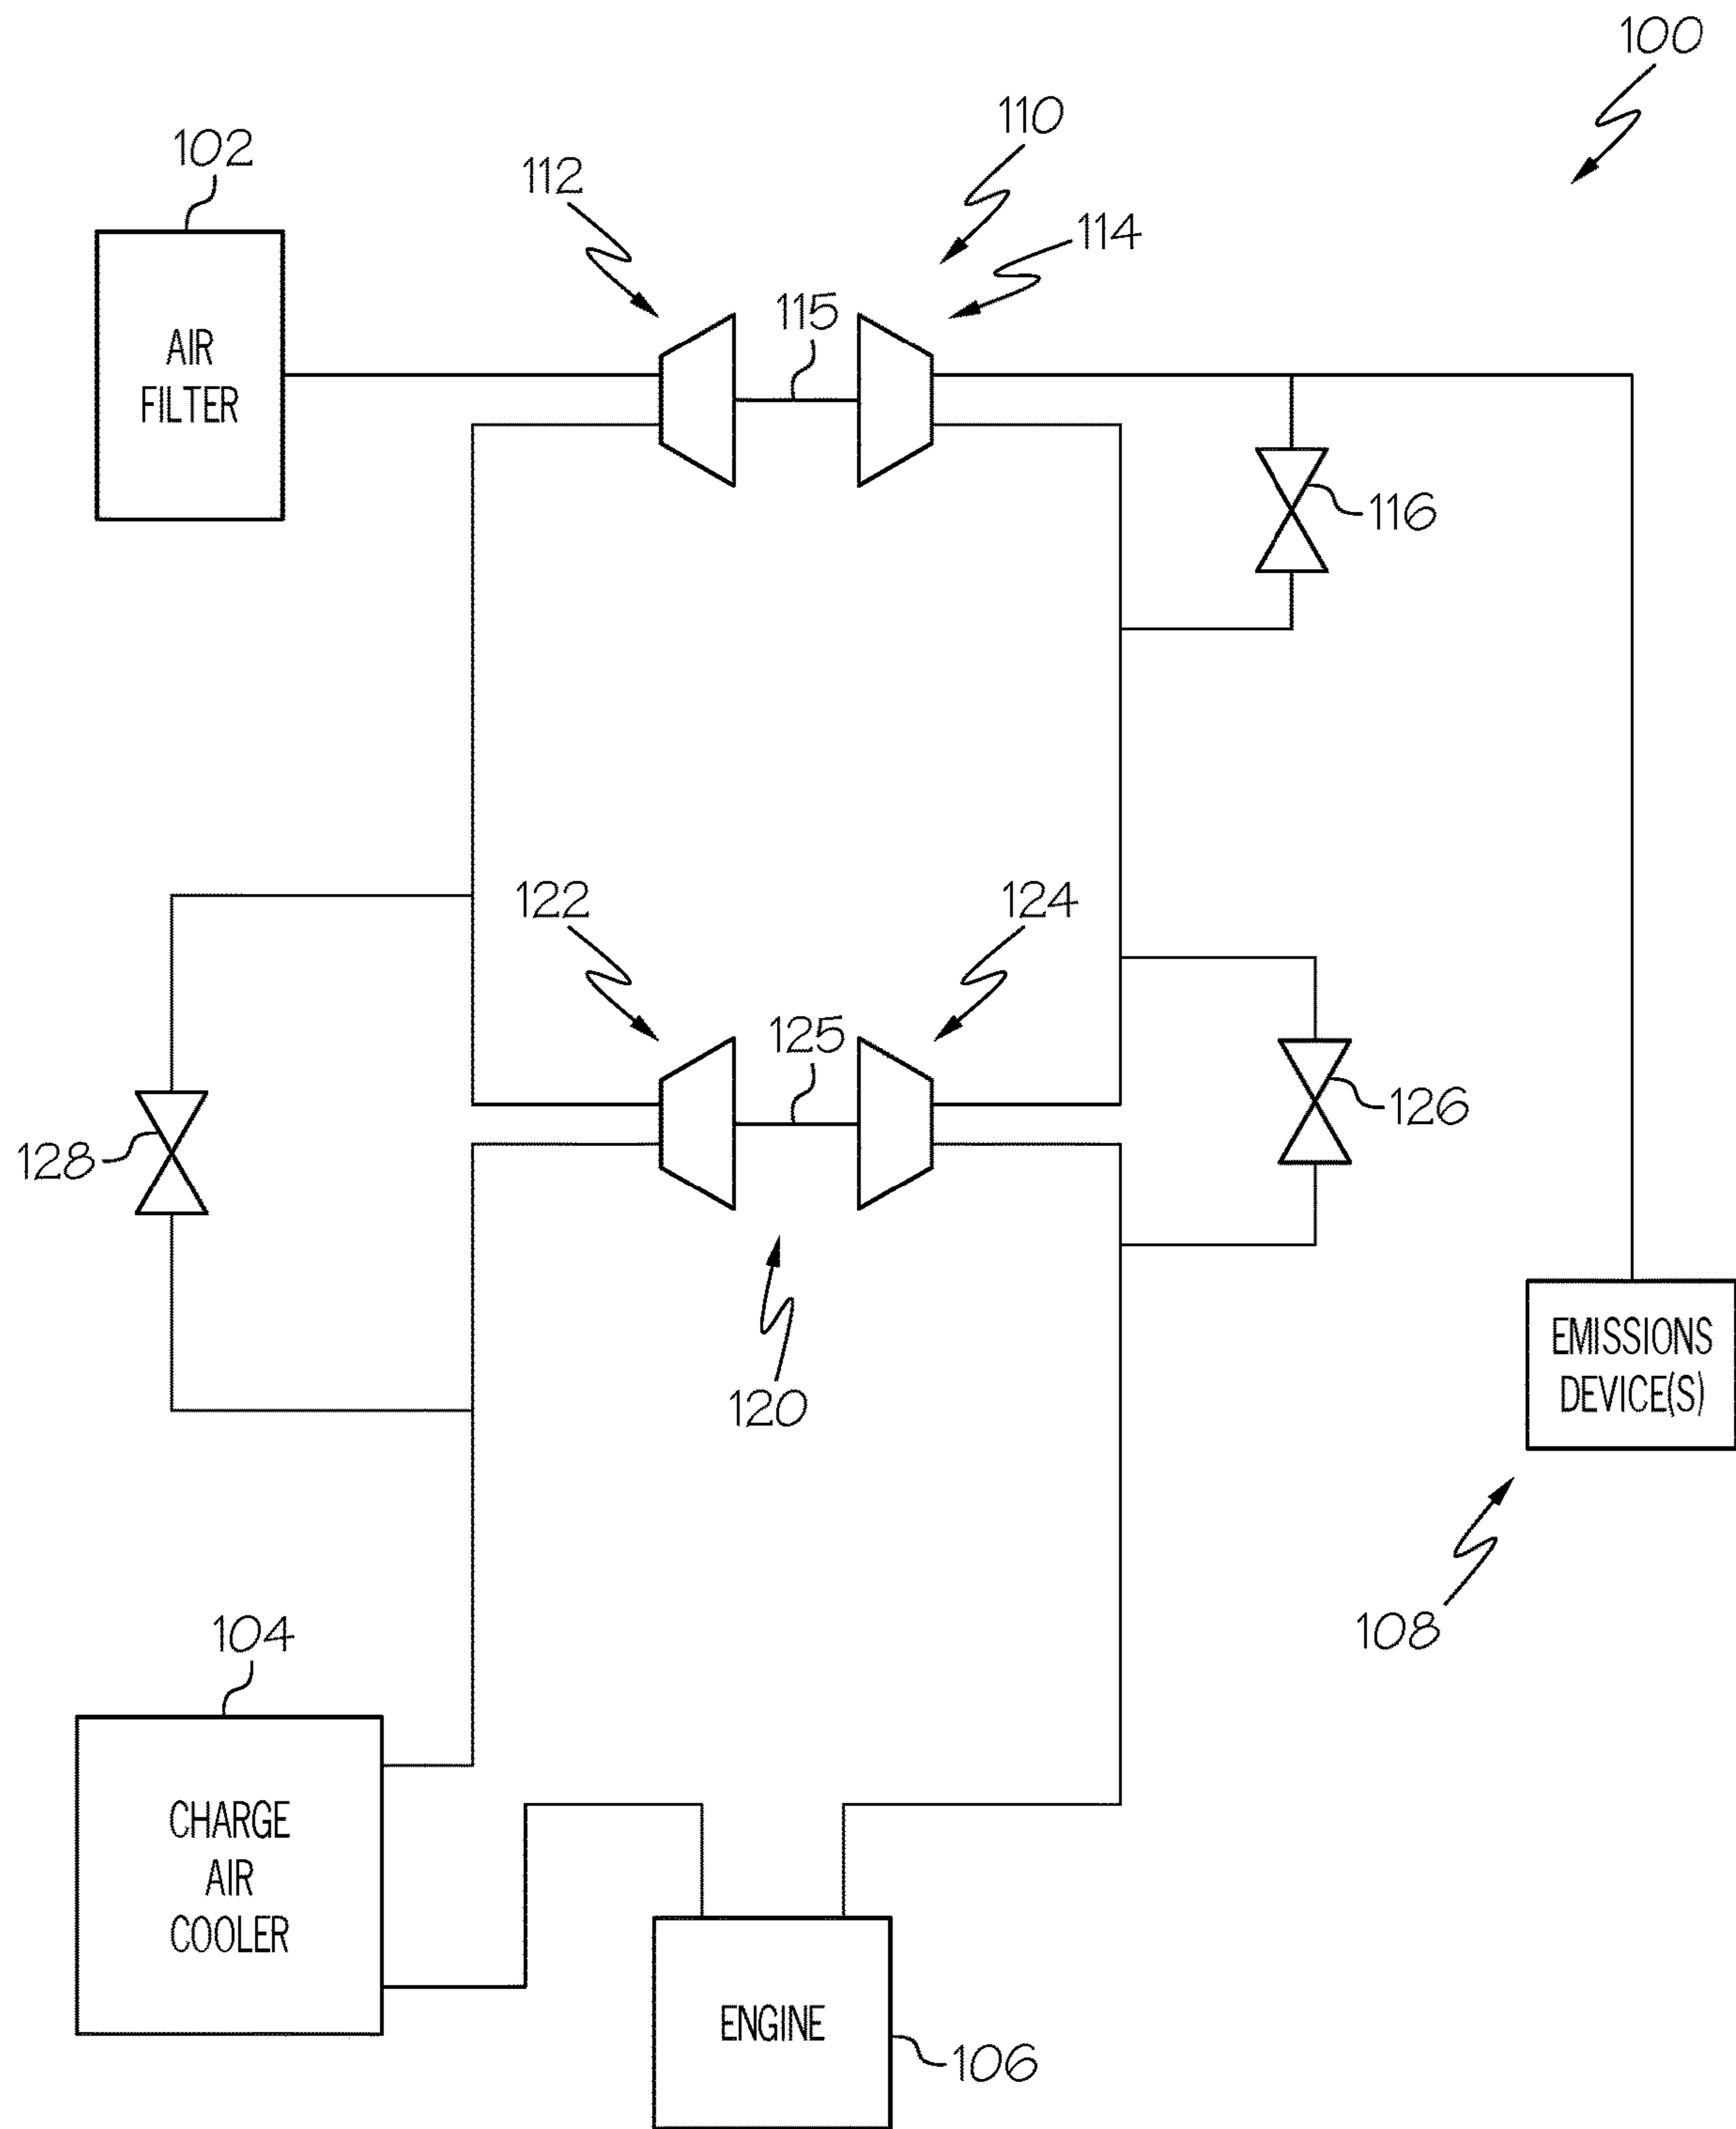 100
110
102
112
114
115
AIR
FILTER
116
122
124
125
126
128
EMISSIONS
DEVICE(S)
120
108
104
CHARGE
AIR
COOLER
ENGINE
106